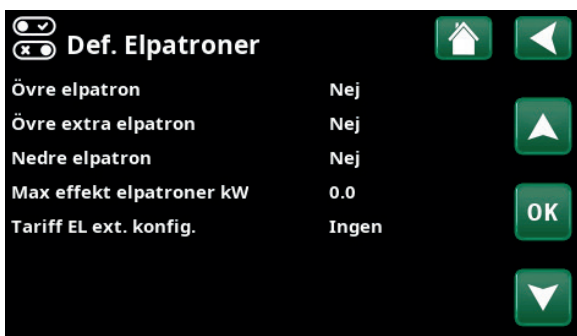 Def. Elpatroner
Övre elpatron Nej
Övre extra elpatron Nej
Nedre elpatron Nej
Max effekt elpatroner kW 0.0
Tariff EL ext. konfig. Ingen
OK